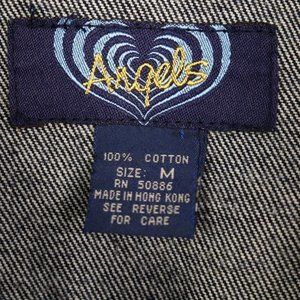 Angels
100% COTTON
SIZE: M
RN 50886
MADE IN HONG KONG
SEE REVERSE
FOR CARE